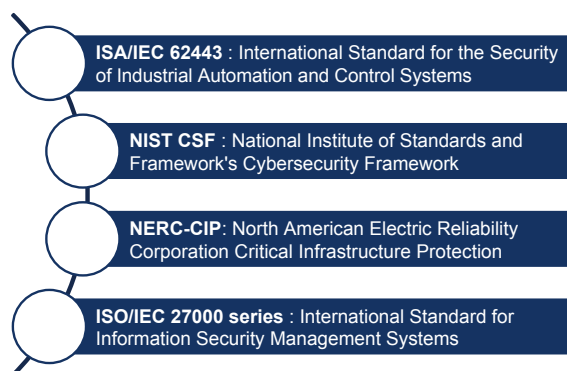 ISA/IEC 62443 : International Standard for the Security
of Industrial Automation and Control Systems
NIST CSF : National Institute of Standards and
Framework's Cybersecurity Framework
NERC-CIP: North American Electric Reliability
Corporation Critical Infrastructure Protection
ISO/IEC 27000 series : International Standard for
Information Security Management Systems